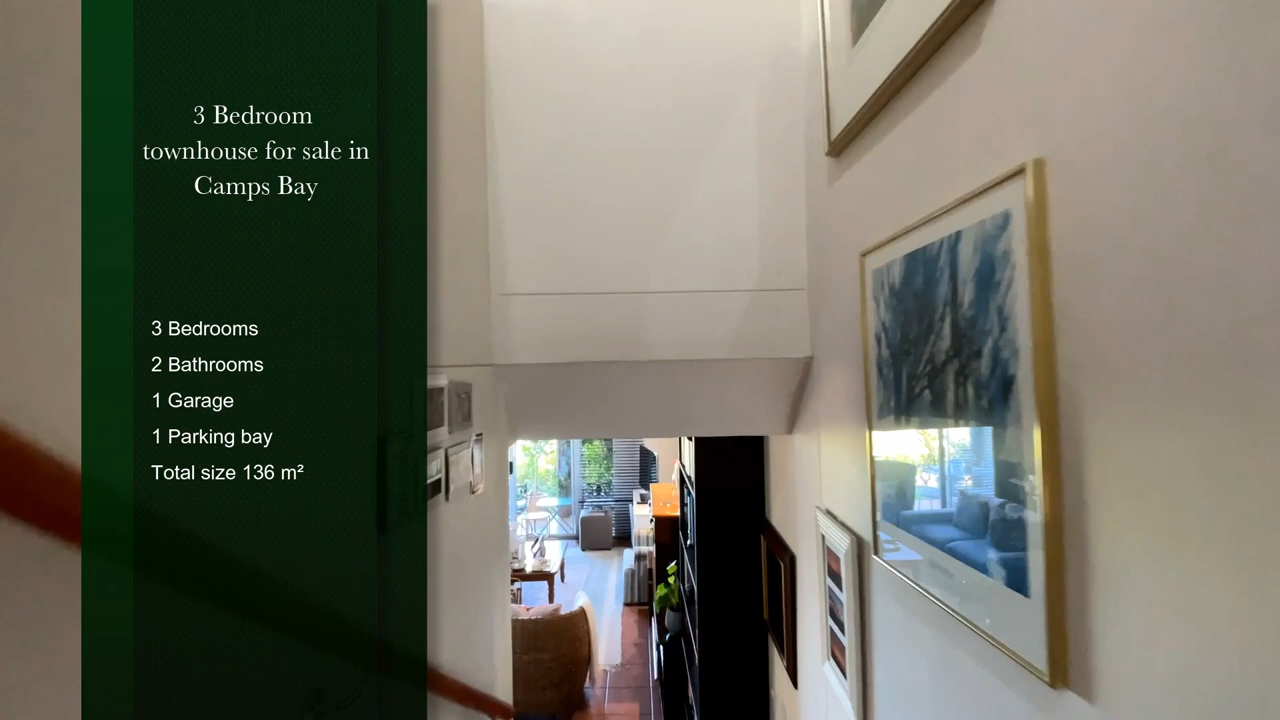 3 Bedroom
townhouse for sale in
Camps Bay
3 Bedrooms
2 Bathrooms
1 Garage
1 Parking bay
Total size 136 m²